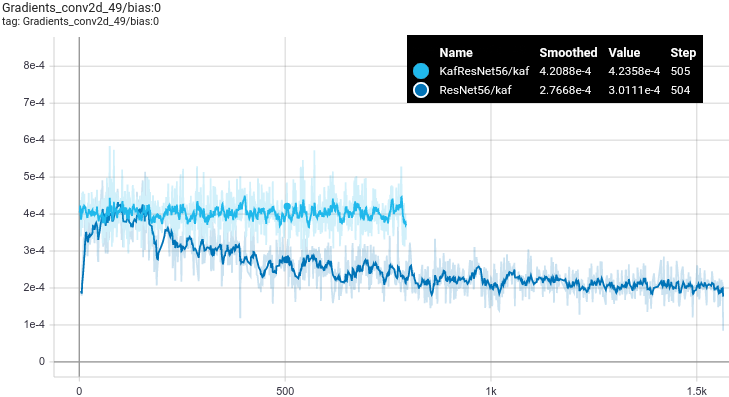 Gradients_conv2d_49/bias:0
tag: Gradients_conv2d_49/bias:0
Name Smoothed Value Step
KafResNet56/kaf 4.2088e-4 4.2358e-4 505
ResNet56/kaf 2.7668e-4 3.0111e-4 504
8e-4
7e-4
6e-4
5e-4
4e-4
3e-4
2e-4
1e-4
0
0 500 1k 1.5k